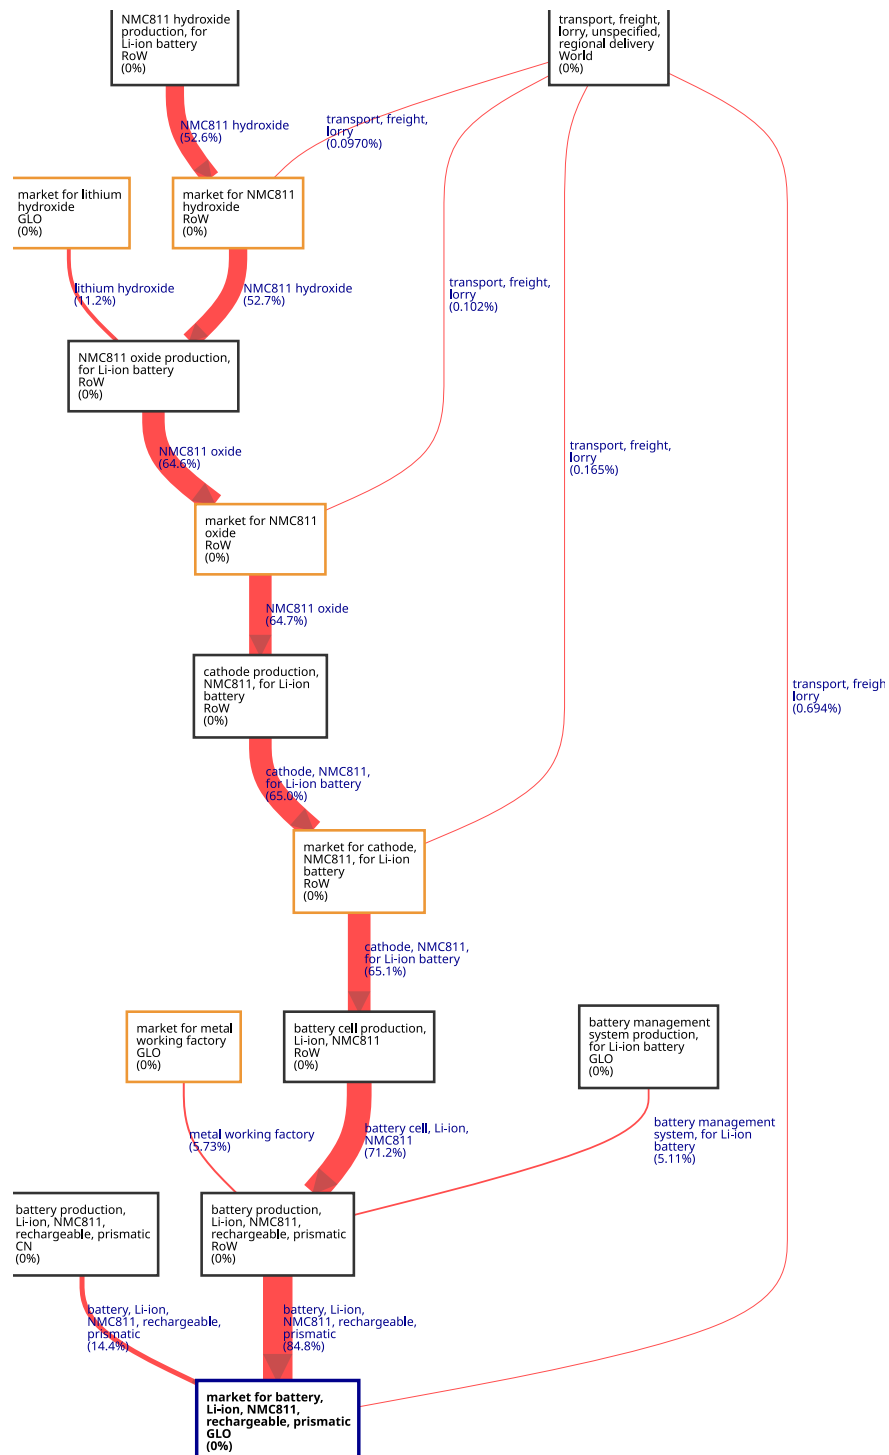 NMC811 hydroxide
production, for
Li-ion battery
RoW
(0%)
transport, freight,
lorry, unspecified,
regional delivery
World
(0%)
NMC811 hydroxide
(52.6%)
transport, freight,
lorry
(0.0970%)
market for lithium
hydroxide
GLO
(0%)
market for NMC811
hydroxide
RoW
(0%)
lithium hydroxide
(11.2%)
NMC811 hydroxide
(52.7%)
transport, freight,
lorry
(0.102%)
NMC811 oxide production,
for Li-ion battery
RoW
(0%)
NMC811 oxide
(64.6%)
transport, freight,
lorry
(0.165%)
market for NMC811
oxide
RoW
(0%)
NMC811 oxide
(64.7%)
cathode production,
NMC811, for Li-ion
battery
RoW
(0%)
transport, freigh
lorry
(0.694%)
cathode, NMC811,
for Li-ion battery
(65.0%)
market for cathode,
NMC811, for Li-ion
battery
RoW
(0%)
cathode, NMC811,
for Li-ion battery
(65.1%)
market for metal
working factory
GLO
(0%)
battery cell production,
Li-ion, NMC811
RoW
(0%)
battery management
system production,
for Li-ion battery
GLO
(0%)
metal working factory
(5.73%)
battery cell, Li-ion,
NMC811
(71.2%)
battery management
system, for Li-ion
battery
(5.11%)
battery production,
Li-ion, NMC811,
rechargeable, prismatic
CN
(0%)
battery production,
Li-ion, NMC811,
rechargeable, prismatic
RoW
(0%)
battery, Li-ion,
NMC811, rechargeable,
prismatic
(14.4%)
battery, Li-ion,
NMC811, rechargeable,
prismatic
(84.8%)
market for battery,
Li-ion, NMC811,
rechargeable, prismatic
GLO
(0%)